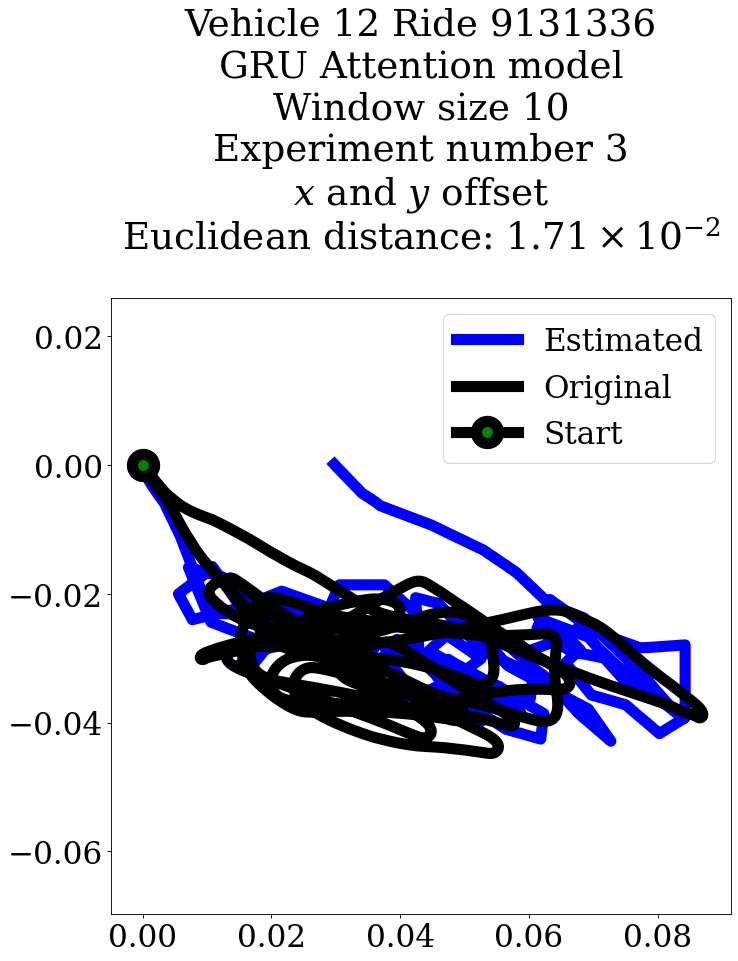 Vehicle 12 Ride 9131336
GRU Attention model
Window size 10
Experiment number 3
x and y offset
Euclidean distance: 1.71 × 10⁻²
Estimated
Original
Start
0.02
0.00
−0.02
−0.04
−0.06
0.00 0.02 0.04 0.06 0.08